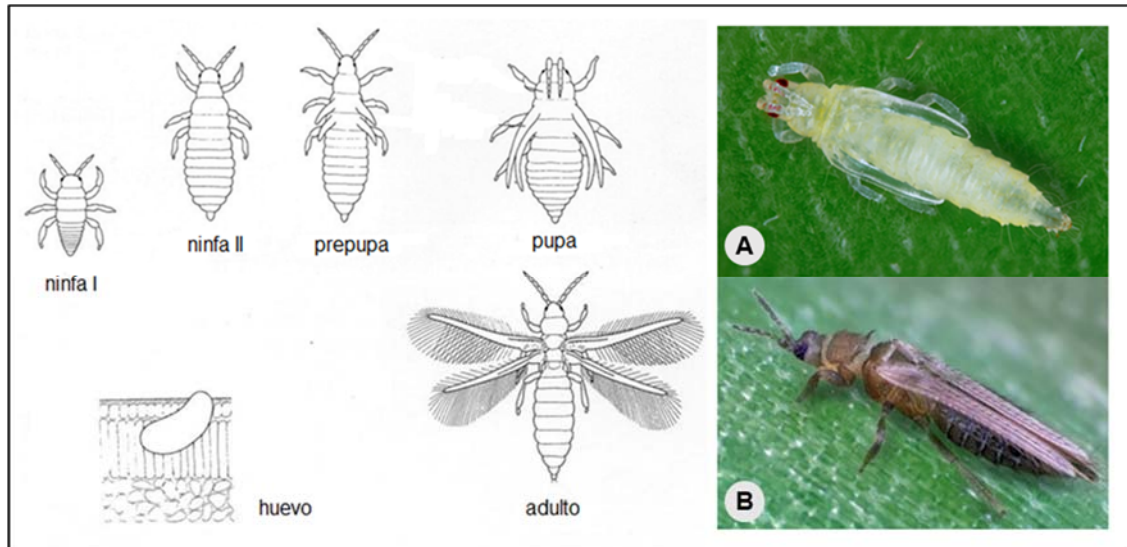 ninfa I
ninfa II
prepupa
pupa
huevo
adulto
A
B